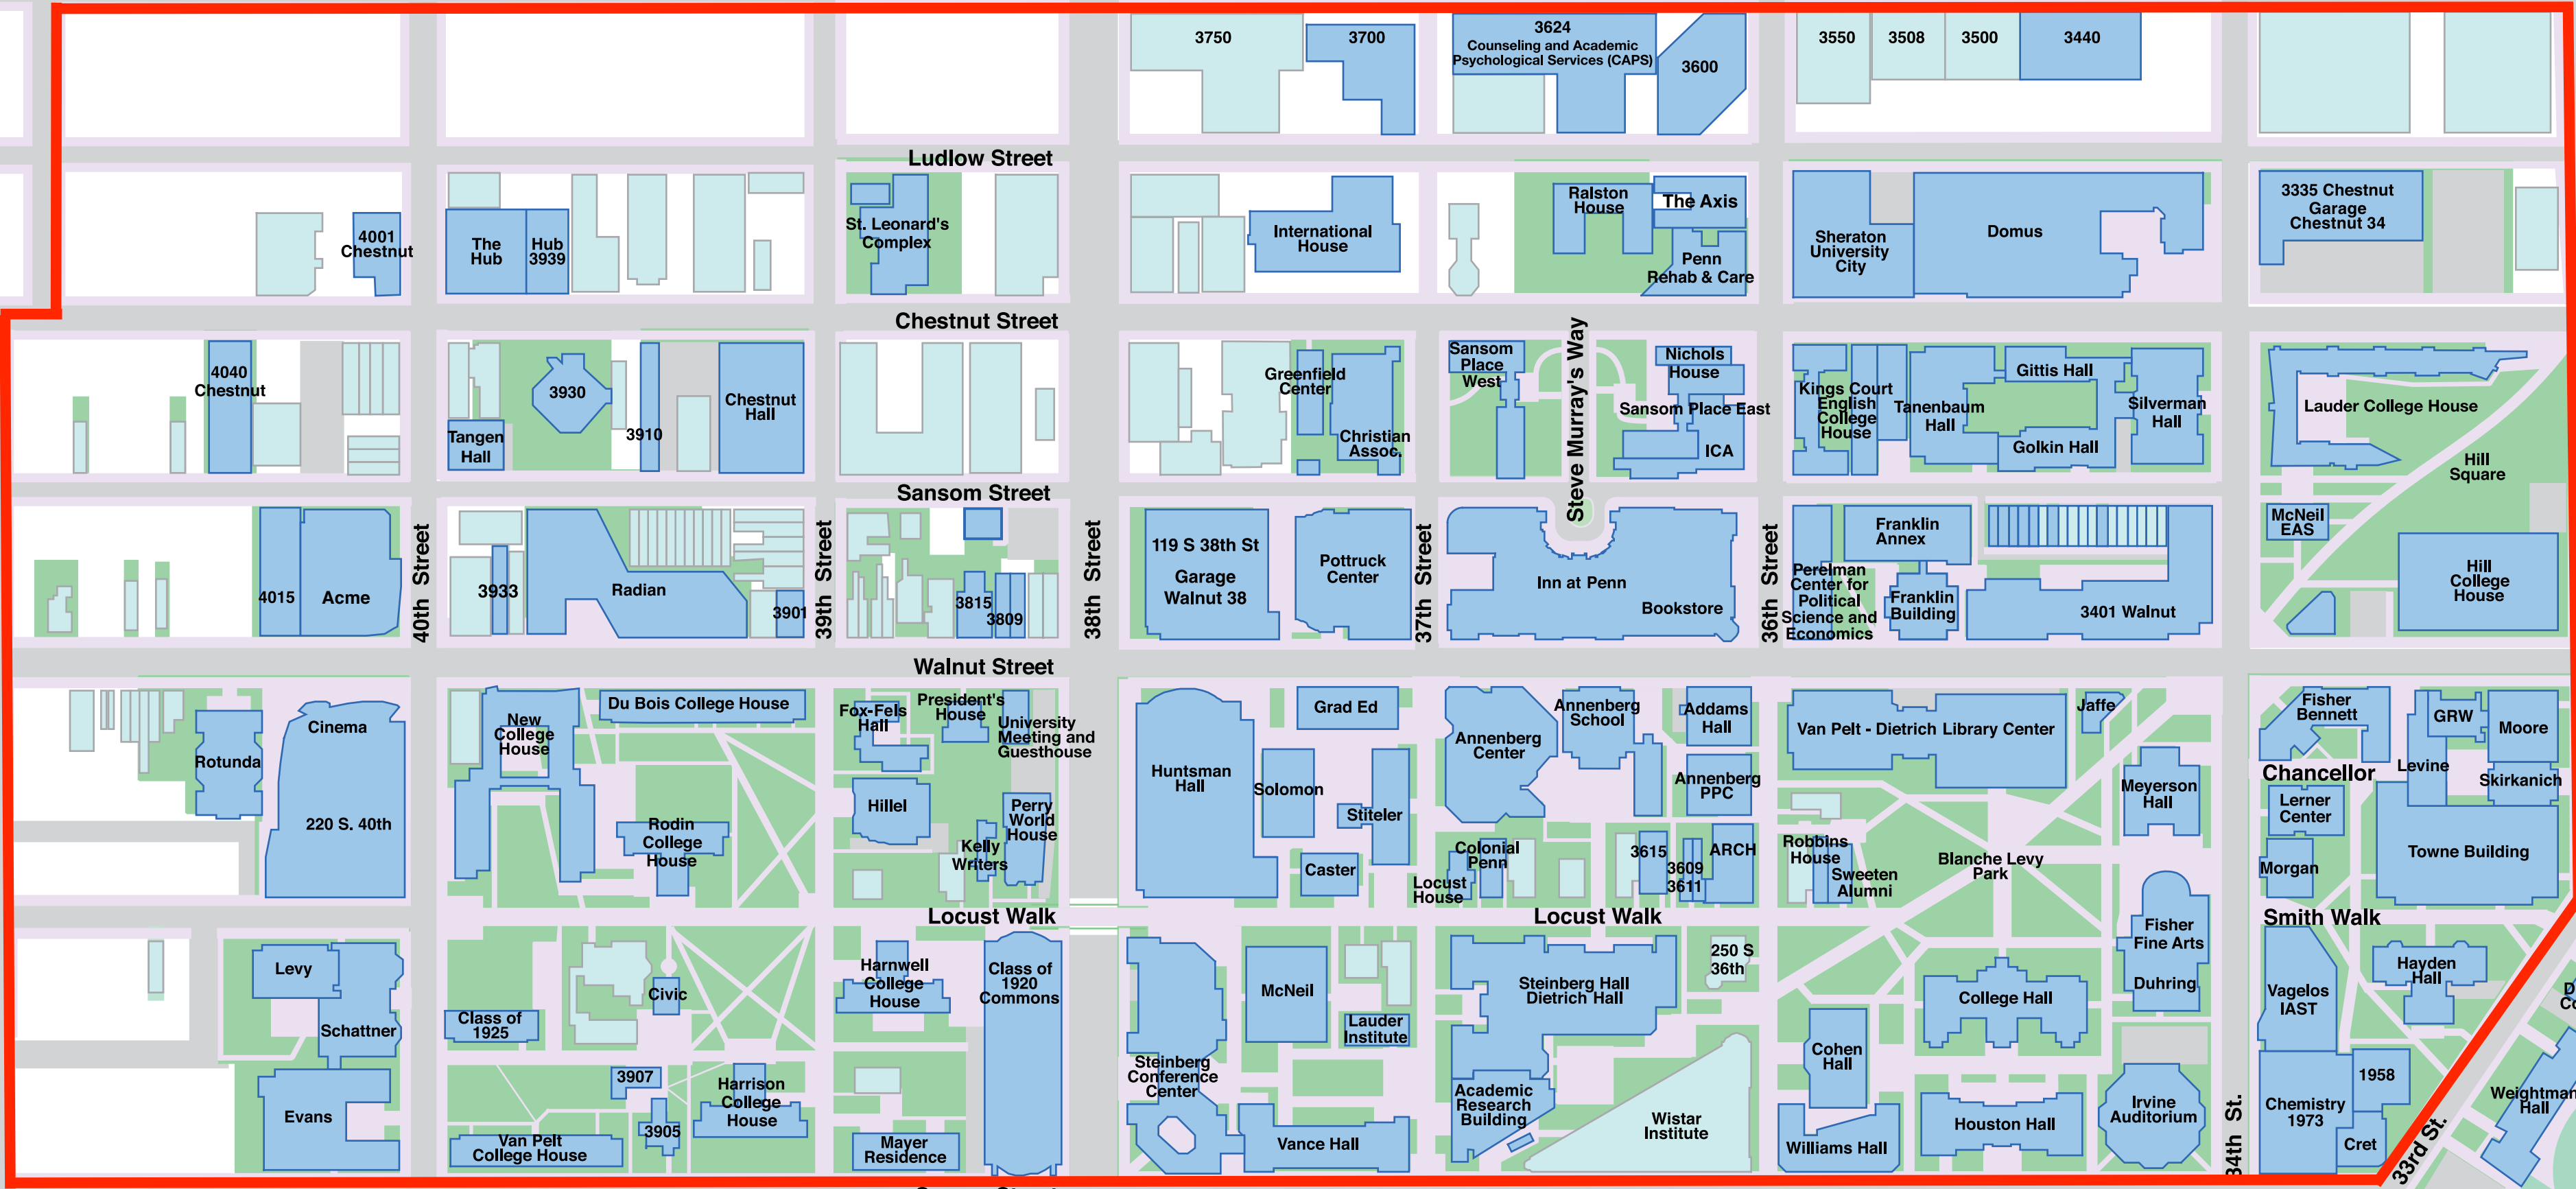 3750
3700
3624
Counseling and Academic
Psychological Services (CAPS)
3600
3550
3508
3500
3440
Ludlow Street
4001
Chestnut
The
Hub
Hub
3939
St. Leonard's
Complex
International
House
Ralston
House
The Axis
Penn
Rehab & Care
Sheraton
University
City
Domus
3335 Chestnut
Garage
Chestnut 34
Chestnut Street
4040
Chestnut
Tangen
Hall
3930
3910
Chestnut
Hall
Greenfield
Center
Christian
Assoc.
Sansom
Place
West
Steve Murray's Way
Nichols
House
Sansom Place East
ICA
Kings Court
English
College
House
Tanenbaum
Hall
Gittis Hall
Golkin Hall
Silverman
Hall
Lauder College House
Hill
Square
Sansom Street
4015
Acme
40th Street
3933
Radian
3901
39th Street
3815
3809
38th Street
119 S 38th St
Garage
Walnut 38
Pottruck
Center
37th Street
Inn at Penn
Bookstore
36th Street
Perelman
Center for
Political
Science and
Economics
Franklin
Annex
Franklin
Building
3401 Walnut
McNeil
EAS
Hill
College
House
Walnut Street
Rotunda
Cinema
220 S. 40th
New
College
House
Du Bois College House
Rodin
College
House
Fox-Fels
Hall
President's
House
University
Meeting and
Guesthouse
Hillel
Kelly
Writers
Perry
World
House
Huntsman
Hall
Grad Ed
Solomon
Stiteler
Caster
Annenberg
Center
Annenberg
School
Addams
Hall
Annenberg
PPC
Colonial
Penn
Locust
House
3615
3609
3611
ARCH
Van Pelt - Dietrich Library Center
Jaffe
Meyerson
Hall
Robbins
House
Sweeten
Alumni
Blanche Levy
Park
Fisher
Bennett
GRW
Moore
Levine
Chancellor
Skirkanich
Lerner
Center
Morgan
Towne Building
Locust Walk
Locust Walk
Smith Walk
Levy
Schattner
Evans
Class of
1925
Civic
3907
3905
Van Pelt
College House
Harrison
College
House
Harnwell
College
House
Class of
1920
Commons
Mayer
Residence
Steinberg
Conference
Center
McNeil
Lauder
Institute
Vance Hall
Steinberg Hall
Dietrich Hall
250 S
36th
Academic
Research
Building
Wistar
Institute
Cohen
Hall
Williams Hall
College Hall
Houston Hall
Fisher
Fine Arts
Duhring
Irvine
Auditorium
34th St.
Vagelos
IAST
Hayden
Hall
Chemistry
1973
1958
Cret
33rd St.
Weightman
Hall